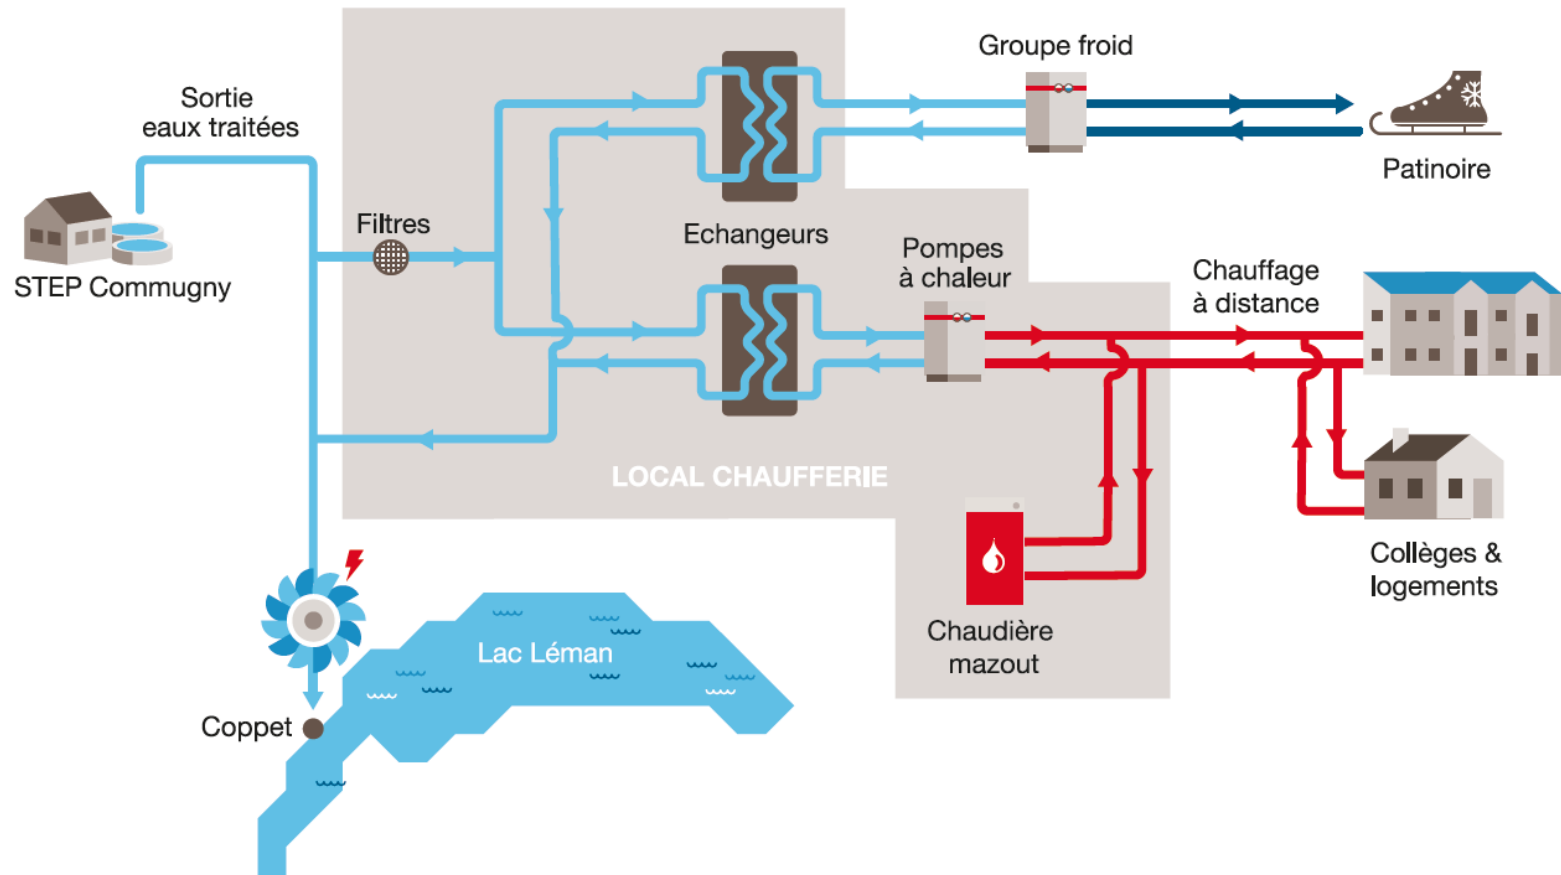 Groupe froid
Sortie
eaux traitées
Patinoire
Filtres
Echangeurs
Pompes
à chaleur
Chauffage
à distance
STEP Commugny
LOCAL CHAUFFERIE
Collèges &
logements
Chaudière
mazout
Lac Léman
Coppet